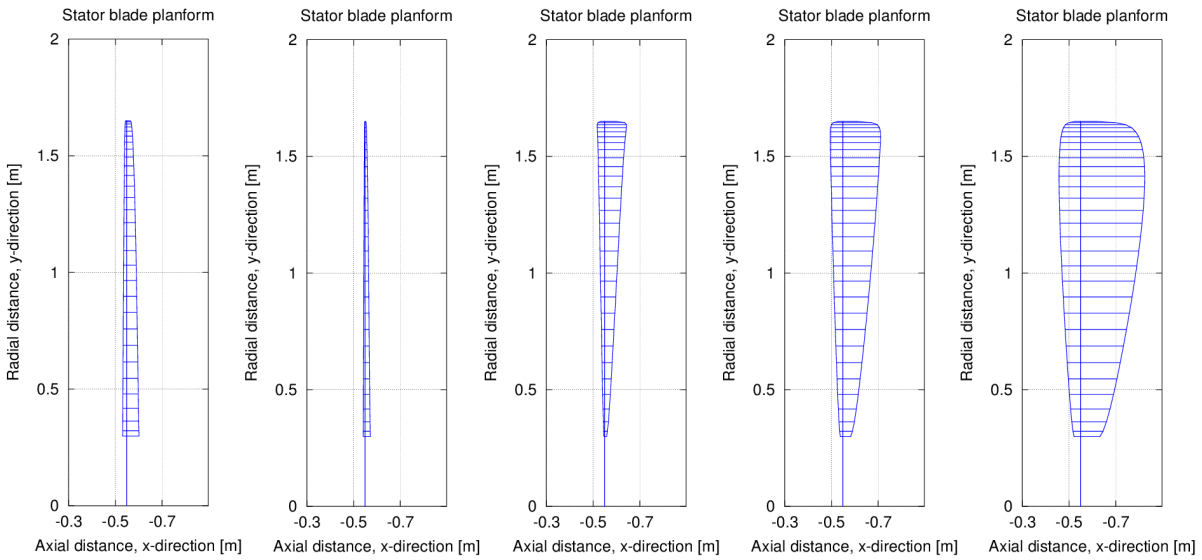 Stator blade planform
Stator blade planform
Stator blade planform
Stator blade planform
Stator blade planform
2
1.5
1
0.5
0
Radial distance, y-direction [m]
-0.3 -0.5 -0.7
Axial distance, x-direction [m]
2
1.5
1
0.5
0
Radial distance, y-direction [m]
-0.3 -0.5 -0.7
Axial distance, x-direction [m]
2
1.5
1
0.5
0
Radial distance, y-direction [m]
-0.3 -0.5 -0.7
Axial distance, x-direction [m]
2
1.5
1
0.5
0
Radial distance, y-direction [m]
-0.3 -0.5 -0.7
Axial distance, x-direction [m]
2
1.5
1
0.5
0
Radial distance, y-direction [m]
-0.3 -0.5 -0.7
Axial distance, x-direction [m]